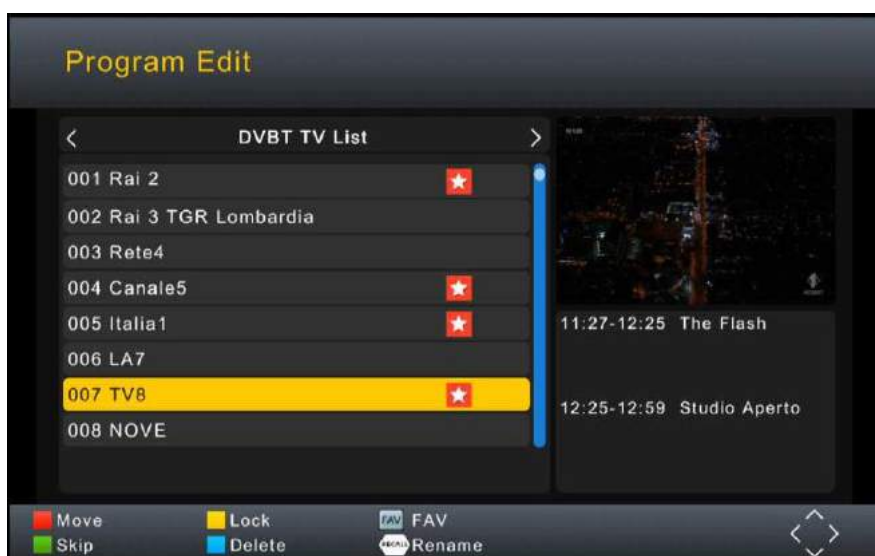 Program Edit
DVBT TV List
001 Rai 2
002 Rai 3 TGR Lombardia
003 Rete4
004 Canale5
005 Italia1
006 LA7
007 TV8
008 NOVE
11:27-12:25 The Flash
12:25-12:59 Studio Aperto
Move
Lock
FAV FAV
Skip
Delete
RECALL Rename